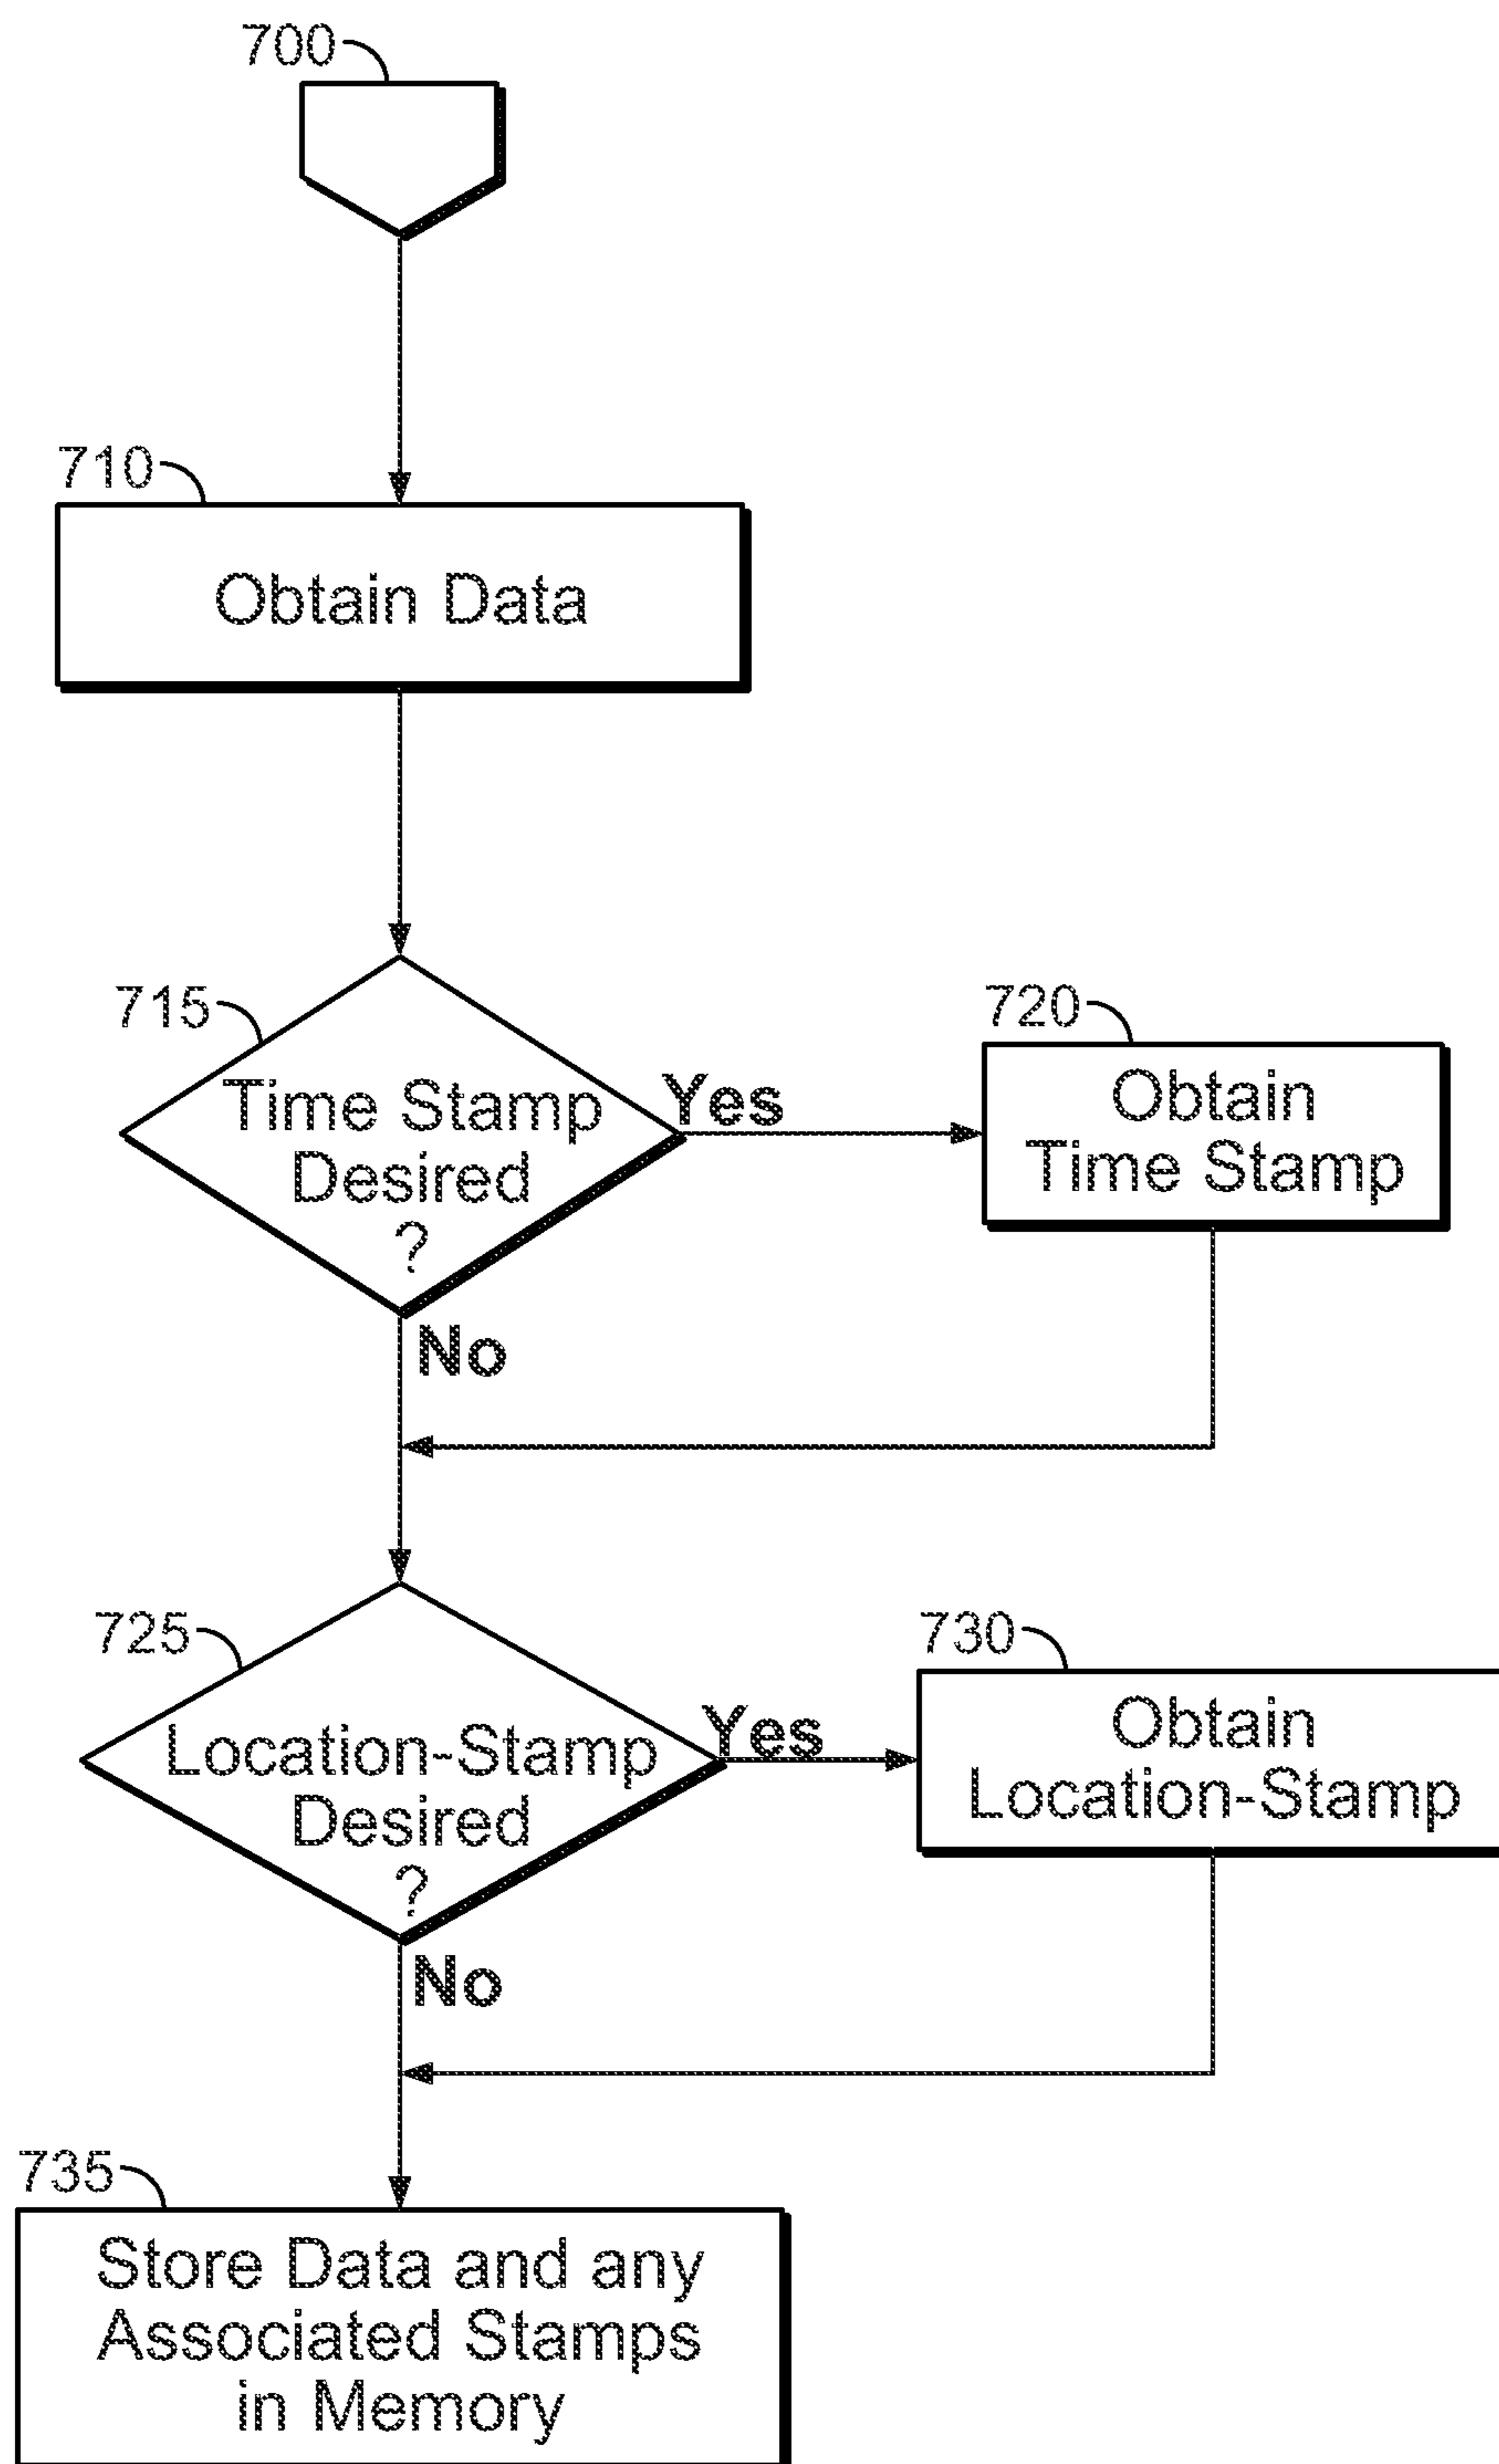 700
710
Obtain Data
715
Time Stamp
Desired
?
Yes
720
Obtain
Time Stamp
No
725
Location-Stamp
Desired
?
Yes
730
Obtain
Location-Stamp
No
735
Store Data and any
Associated Stamps
in Memory